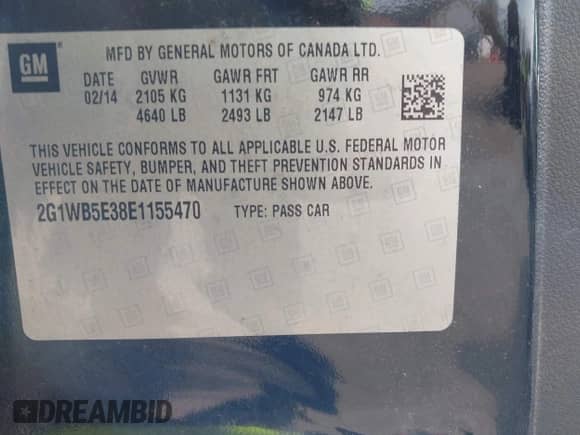 GM
MFD BY GENERAL MOTORS OF CANADA LTD.
DATE GVWR GAWR FRT GAWR RR
02/14 2105 KG 1131 KG 974 KG
4640 LB 2493 LB 2147 LB
THIS VEHICLE CONFORMS TO ALL APPLICABLE U.S. FEDERAL MOTOR
VEHICLE SAFETY, BUMPER, AND THEFT PREVENTION STANDARDS IN
EFFECT ON THE DATE OF MANUFACTURE SHOWN ABOVE.
2G1WB5E38E1155470 TYPE: PASS CAR
DREAMBID